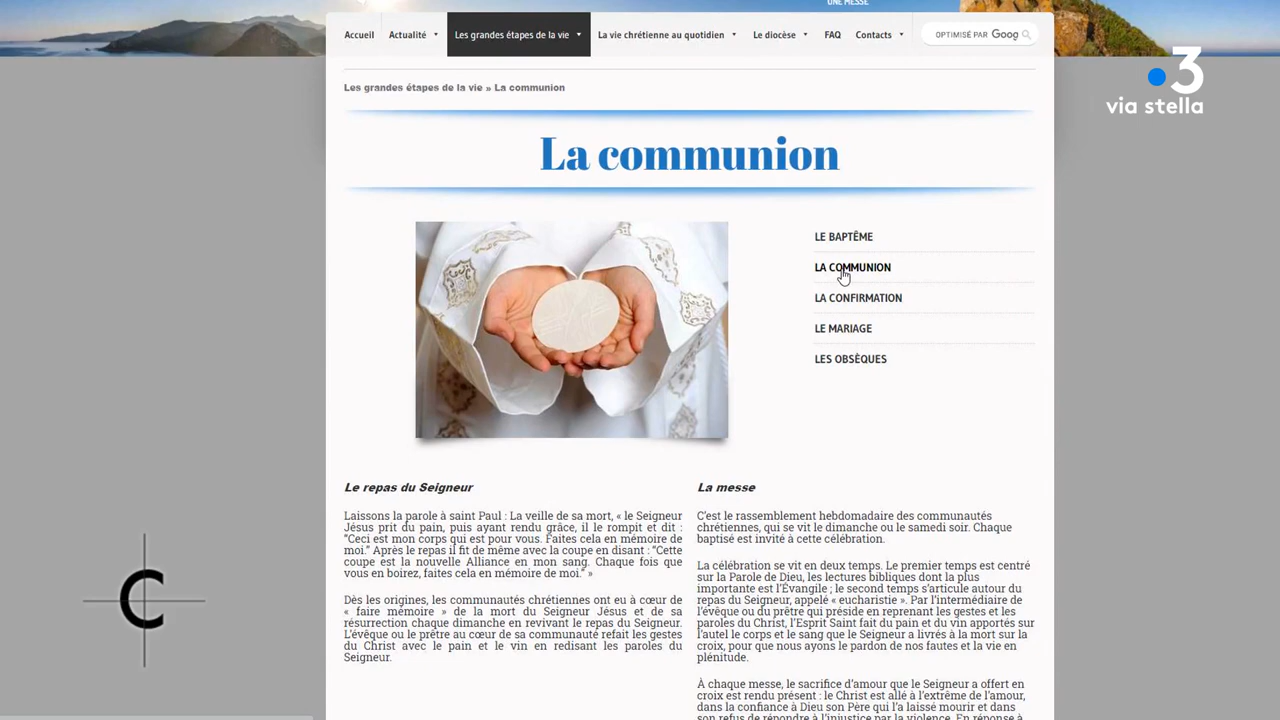 UNE MESSE
Accueil Actualité Les grandes étapes de la vie La vie chrétienne au quotidien Le diocèse FAQ Contacts OPTIMISÉ PAR Goog
3
via stella
Les grandes étapes de la vie » La communion
La communion
LE BAPTÊME
LA COMMUNION
LA CONFIRMATION
LE MARIAGE
LES OBSÈQUES
Le repas du Seigneur
Laissons la parole à saint Paul : La veille de sa mort, « le Seigneur
Jésus prit du pain, puis ayant rendu grâce, il le rompit et dit :
“Ceci est mon corps qui est pour vous. Faites cela en mémoire de
moi.” Après le repas il fit de même avec la coupe en disant : “Cette
coupe est la nouvelle Alliance en mon sang. Chaque fois que
vous en boirez, faites cela en mémoire de moi.” »
Dès les origines, les communautés chrétiennes ont eu à cœur de
« faire mémoire » de la mort du Seigneur Jésus et de sa
résurrection chaque dimanche en revivant le repas du Seigneur.
L’évêque ou le prêtre au cœur de sa communauté refait les gestes
du Christ avec le pain et le vin en redisant les paroles du
Seigneur.
La messe
C’est le rassemblement hebdomadaire des communautés
chrétiennes, qui se vit le dimanche ou le samedi soir. Chaque
baptisé est invité à cette célébration.
La célébration se vit en deux temps. Le premier temps est centré
sur la Parole de Dieu, les lectures bibliques dont la plus
importante est l’Évangile ; le second temps s’articule autour du
repas du Seigneur, appelé « eucharistie ». Par l’intermédiaire de
l’évêque ou du prêtre qui préside en reprenant les gestes et les
paroles du Christ, l’Esprit Saint fait du pain et du vin apportés sur
l’autel le corps et le sang que le Seigneur a livrés à la mort sur la
croix, pour que nous ayons le pardon de nos fautes et la vie en
plénitude.
À chaque messe, le sacrifice d’amour que le Seigneur a offert en
croix est rendu présent : le Christ est allé à l’extrême de l’amour,
dans la confiance à Dieu son Père qui l’a laissé mourir et dans
son refus de répondre à l’injustice par la violence. En réponse à
C